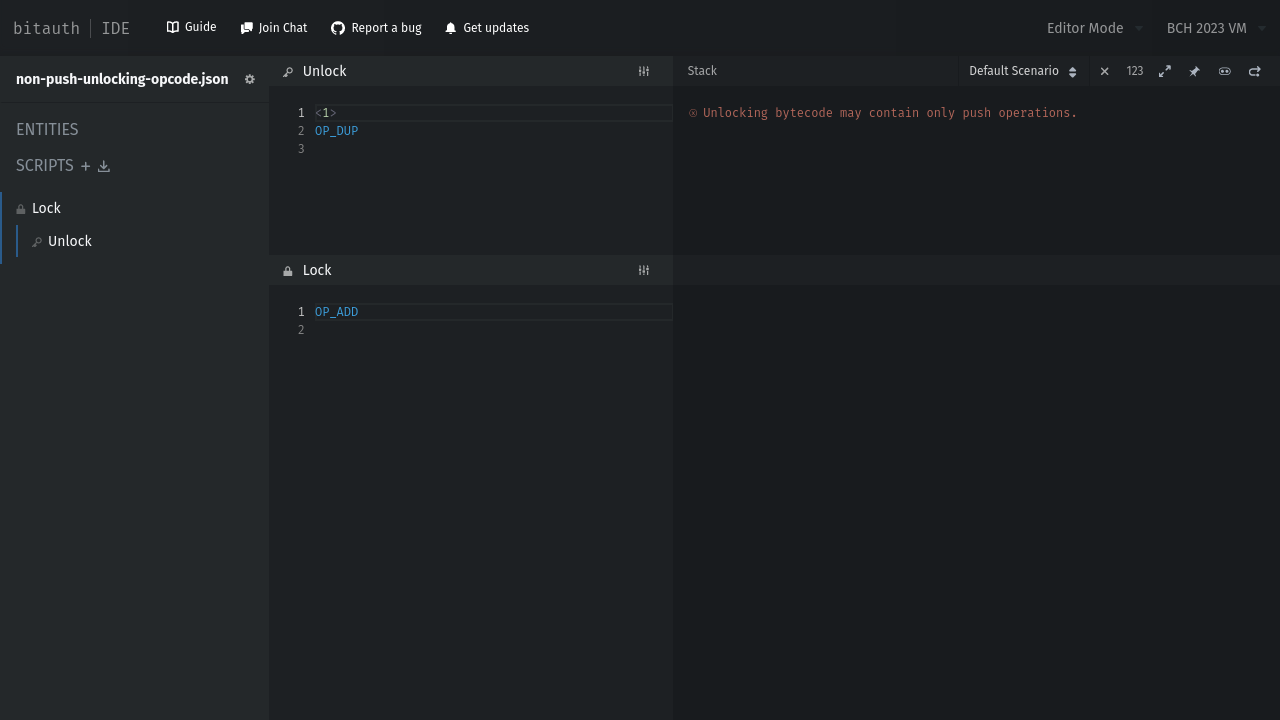 bitauth IDE Guide Join Chat Report a bug Get updates Editor Mode BCH 2023 VM
non-push-unlocking-opcode.json
ENTITIES
SCRIPTS
Lock
Unlock
Unlock
1 <1>
2 OP_DUP
3
Stack Default Scenario 123
Unlocking bytecode may contain only push operations.
Lock
1 OP_ADD
2